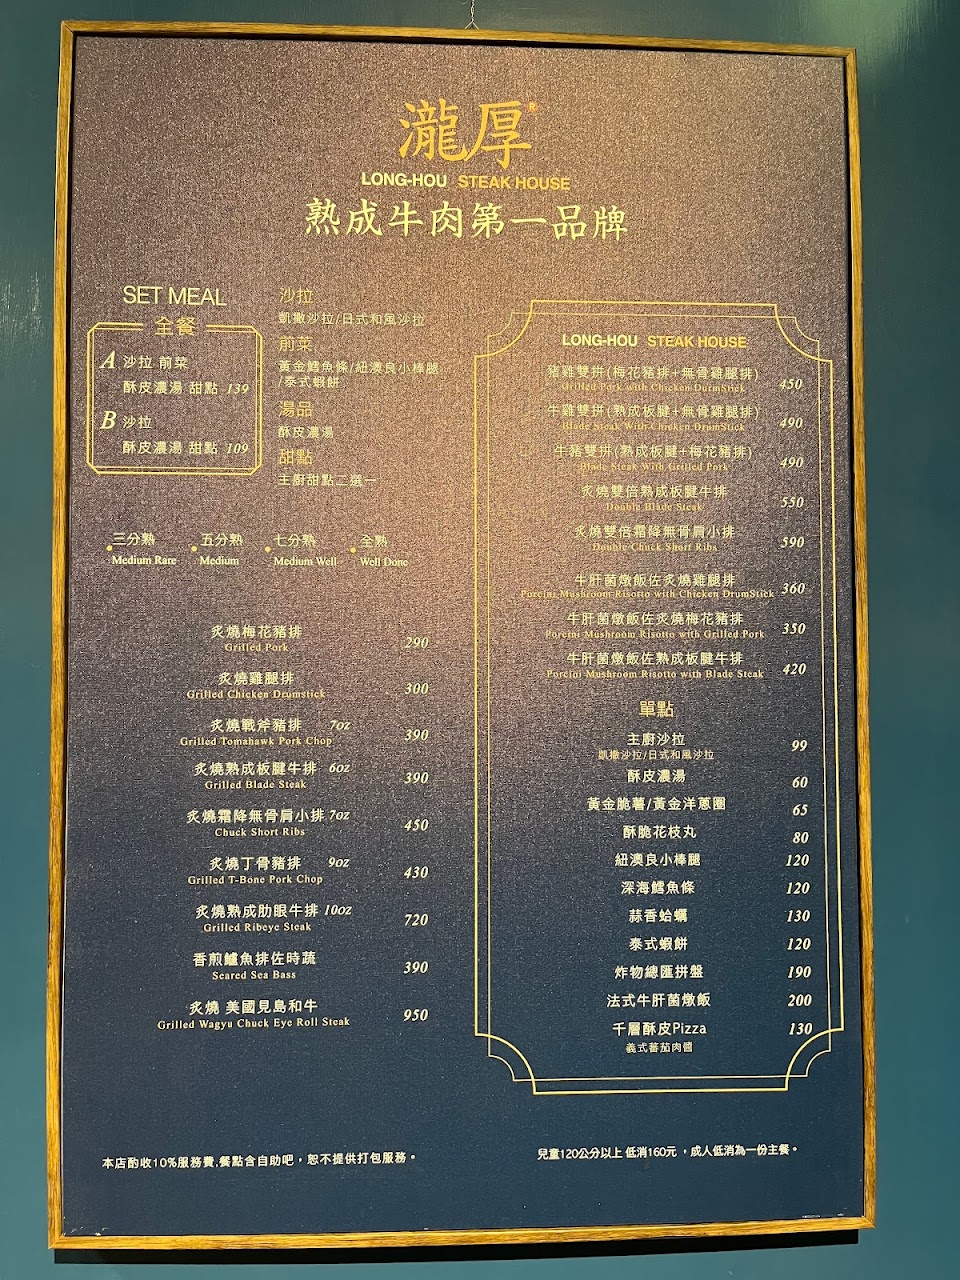 瀧厚®
LONG-HOU STEAK HOUSE
熟成牛肉第一品牌
SET MEAL
全餐
A 沙拉 前菜
酥皮濃湯 甜點 139
B 沙拉
酥皮濃湯 甜點 109
沙拉
凱撒沙拉/日式和風沙拉
前菜
黃金鱈魚條/紐澳良小棒腿
/泰式蝦餅
湯品
酥皮濃湯
甜點
主廚甜點二選一
三分熟 五分熟 七分熟 全熟
Medium Rare Medium Medium Well Well Done
炙燒梅花豬排
Grilled Pork 290
炙燒雞腿排
Grilled Chicken Drumstick 300
炙燒戰斧豬排 7oz
Grilled Tomahawk Pork Chop 390
炙燒熟成板腱牛排 6oz
Grilled Blade Steak 390
炙燒霜降無骨肩小排 7oz
Chuck Short Ribs 450
炙燒丁骨豬排 9oz
Grilled T-Bone Pork Chop 430
炙燒熟成肋眼牛排 10oz
Grilled Ribeye Steak 720
香煎鱸魚排佐時蔬
Seared Sea Bass 390
炙燒 美國見島和牛
Grilled Wagyu Chuck Eye Roll Steak 950
LONG-HOU STEAK HOUSE
豬雞雙拼(梅花豬排+無骨雞腿排)
Grilled Pork with Chicken DurmStick 450
牛雞雙拼(熟成板腱+無骨雞腿排)
Blade Steak With Chicken DrumStick 490
牛豬雙拼(熟成板腱+梅花豬排)
Blade Steak With Grilled Pork 490
炙燒雙倍熟成板腱牛排
Double Blade Steak 550
炙燒雙倍霜降無骨肩小排
Double Chuck Short Ribs 590
牛肝菌燉飯佐炙燒雞腿排
Porcini Mushroom Risotto with Chicken DrumStick 360
牛肝菌燉飯佐炙燒梅花豬排
Porcini Mushroom Risotto with Grilled Pork 350
牛肝菌燉飯佐熟成板腱牛排
Porcini Mushroom Risotto with Blade Steak 420
單點
主廚沙拉 99
凱撒沙拉/日式和風沙拉
酥皮濃湯 60
黃金脆薯/黃金洋蔥圈 65
酥脆花枝丸 80
紐澳良小棒腿 120
深海鱈魚條 120
蒜香蛤蠣 130
泰式蝦餅 120
炸物總匯拼盤 190
法式牛肝菌燉飯 200
千層酥皮Pizza 130
義式蕃茄肉醬
本店酌收10%服務費,餐點含自助吧，恕不提供打包服務。
兒童120公分以上 低消160元 ，成人低消為一份主餐。